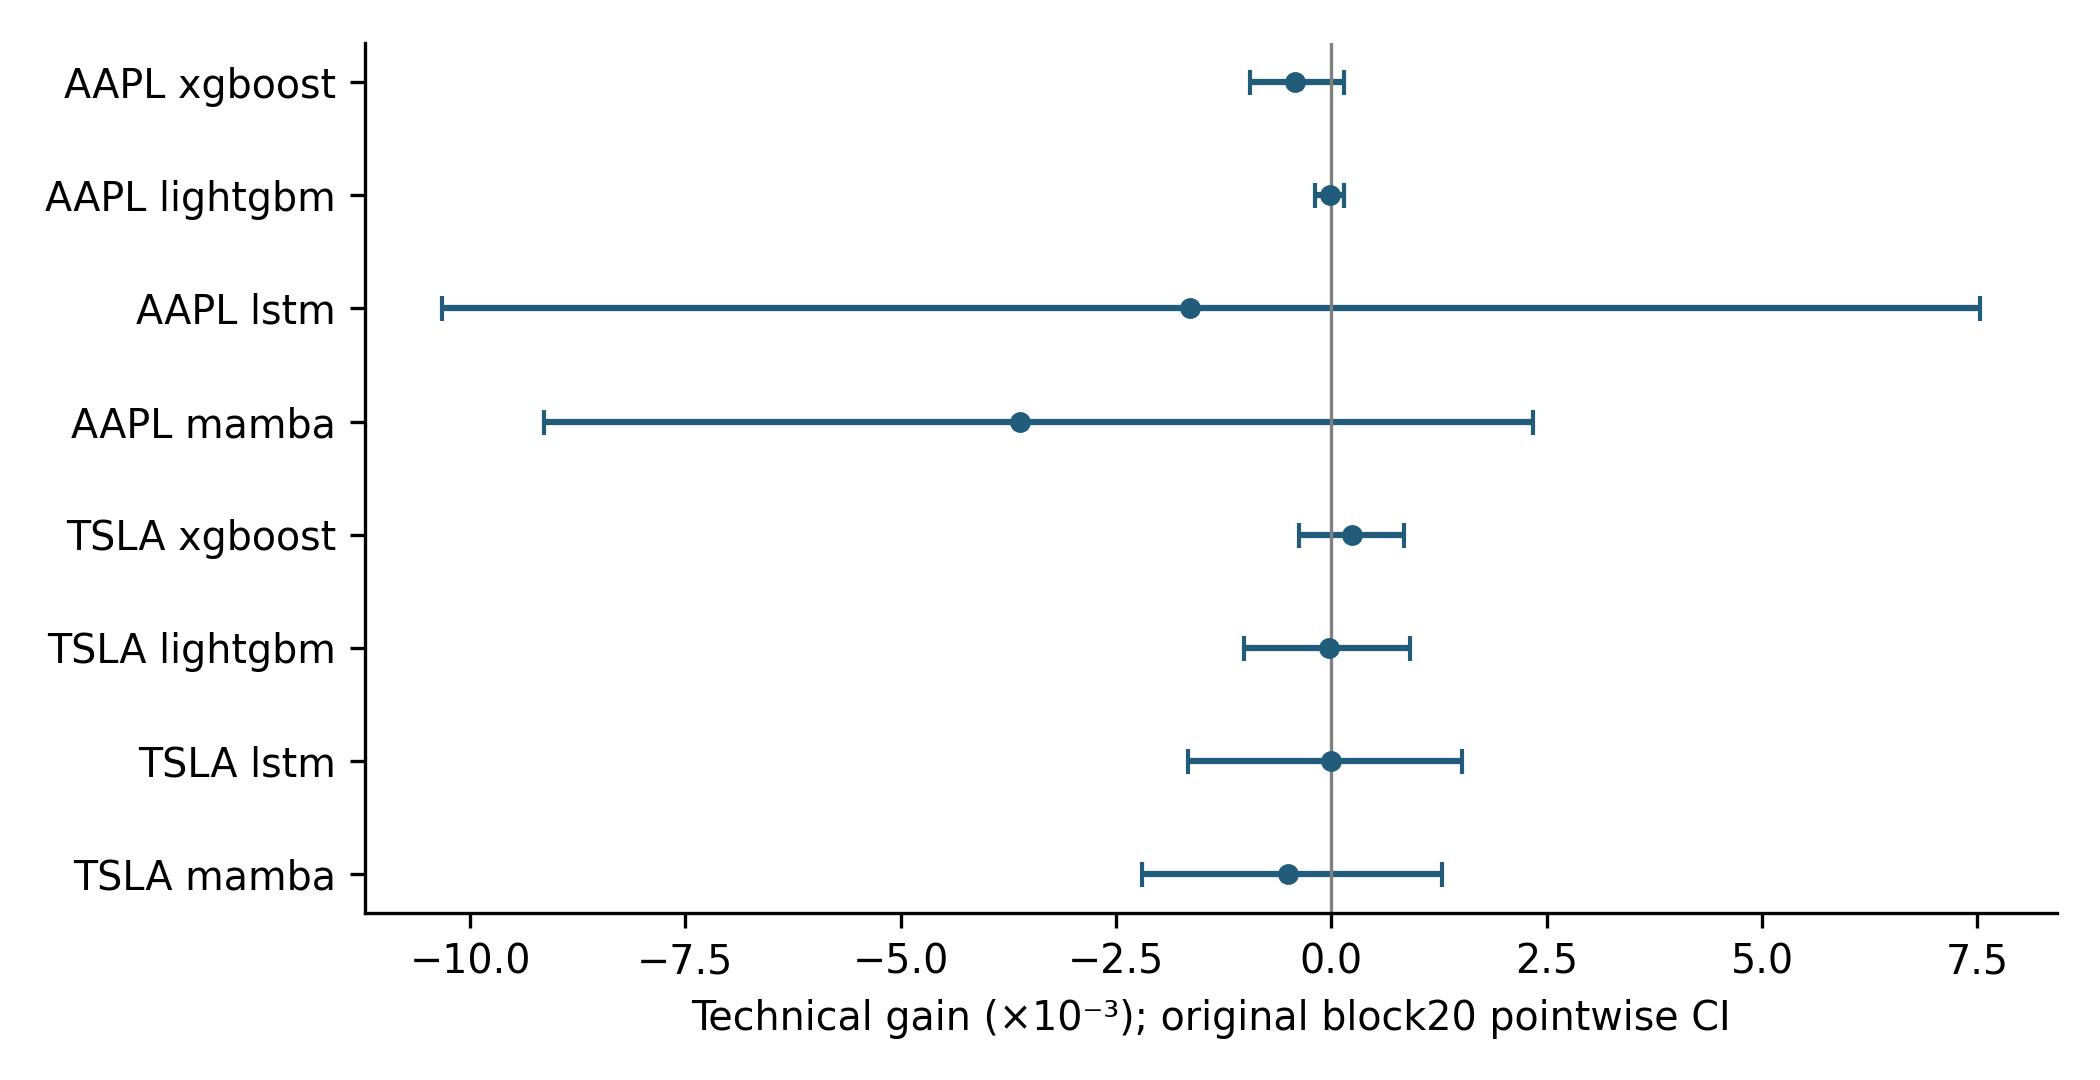 AAPL xgboost
AAPL lightgbm
AAPL lstm
AAPL mamba
TSLA xgboost
TSLA lightgbm
TSLA lstm
TSLA mamba
−10.0 −7.5 −5.0 −2.5 0.0 2.5 5.0 7.5
Technical gain (×10⁻³); original block20 pointwise CI